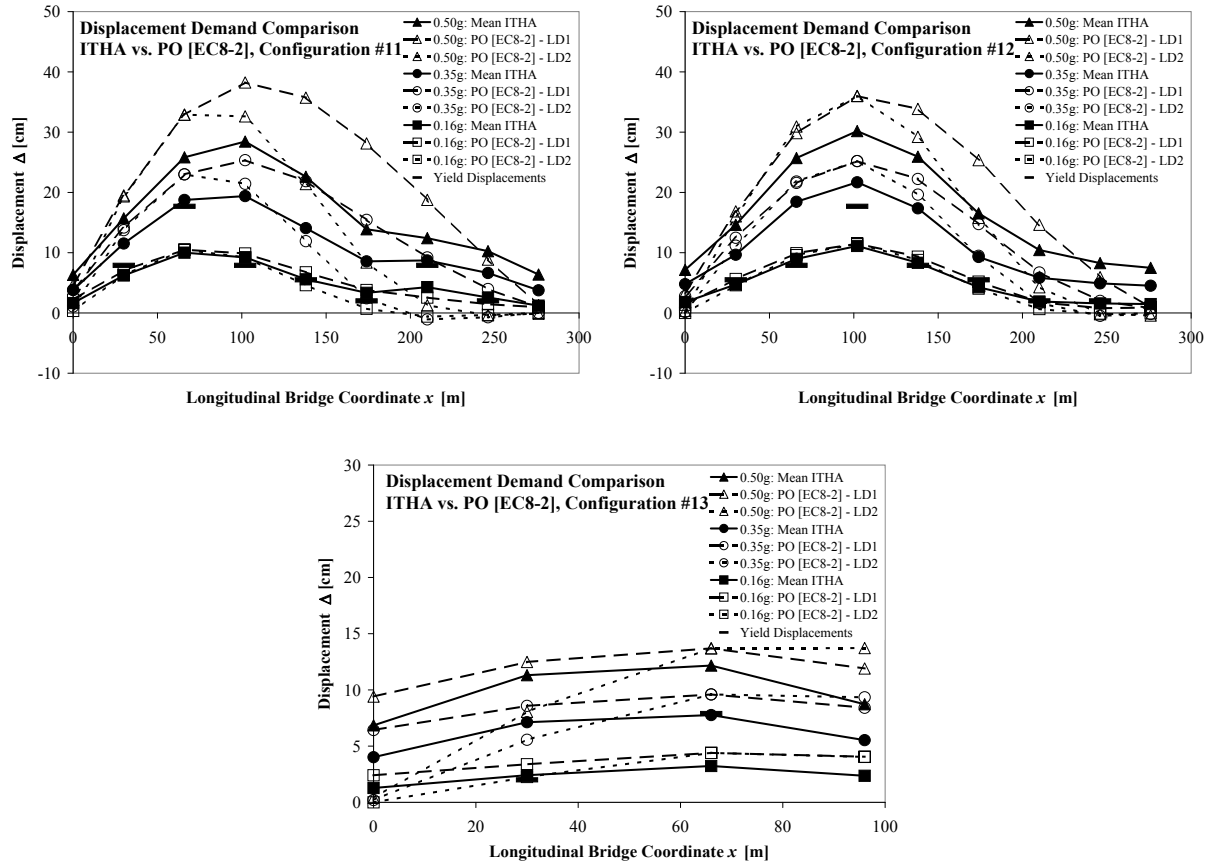 Displacement Demand Comparison
ITHA vs. PO [EC8-2], Configuration #11
0.50g: Mean ITHA
0.50g: PO [EC8-2] - LD1
0.50g: PO [EC8-2] - LD2
0.35g: Mean ITHA
0.35g: PO [EC8-2] - LD1
0.35g: PO [EC8-2] - LD2
0.16g: Mean ITHA
0.16g: PO [EC8-2] - LD1
0.16g: PO [EC8-2] - LD2
Yield Displacements
Displacement Δ [cm]
50
40
30
20
10
0
-10
0 50 100 150 200 250 300
Longitudinal Bridge Coordinate x [m]
Displacement Demand Comparison
ITHA vs. PO [EC8-2], Configuration #12
0.50g: Mean ITHA
0.50g: PO [EC8-2] - LD1
0.50g: PO [EC8-2] - LD2
0.35g: Mean ITHA
0.35g: PO [EC8-2] - LD1
0.35g: PO [EC8-2] - LD2
0.16g: Mean ITHA
0.16g: PO [EC8-2] - LD1
0.16g: PO [EC8-2] - LD2
Yield Displacements
Displacement Δ [cm]
50
40
30
20
10
0
-10
0 50 100 150 200 250 300
Longitudinal Bridge Coordinate x [m]
Displacement Demand Comparison
ITHA vs. PO [EC8-2], Configuration #13
0.50g: Mean ITHA
0.50g: PO [EC8-2] - LD1
0.50g: PO [EC8-2] - LD2
0.35g: Mean ITHA
0.35g: PO [EC8-2] - LD1
0.35g: PO [EC8-2] - LD2
0.16g: Mean ITHA
0.16g: PO [EC8-2] - LD1
0.16g: PO [EC8-2] - LD2
Yield Displacements
Displacement Δ [cm]
30
25
20
15
10
5
0
0 20 40 60 80 100
Longitudinal Bridge Coordinate x [m]